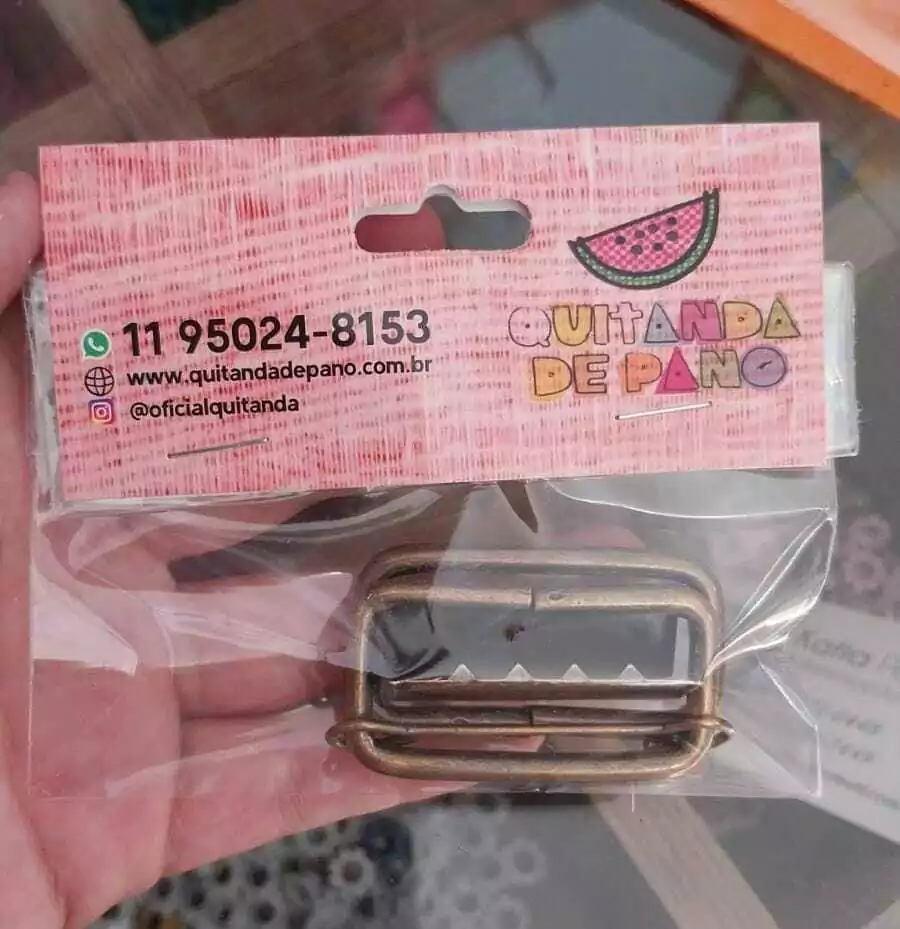 11 95024-8153
www.quitandadepano.com.br
@oficialquitanda
QUITANDA
DE PANO